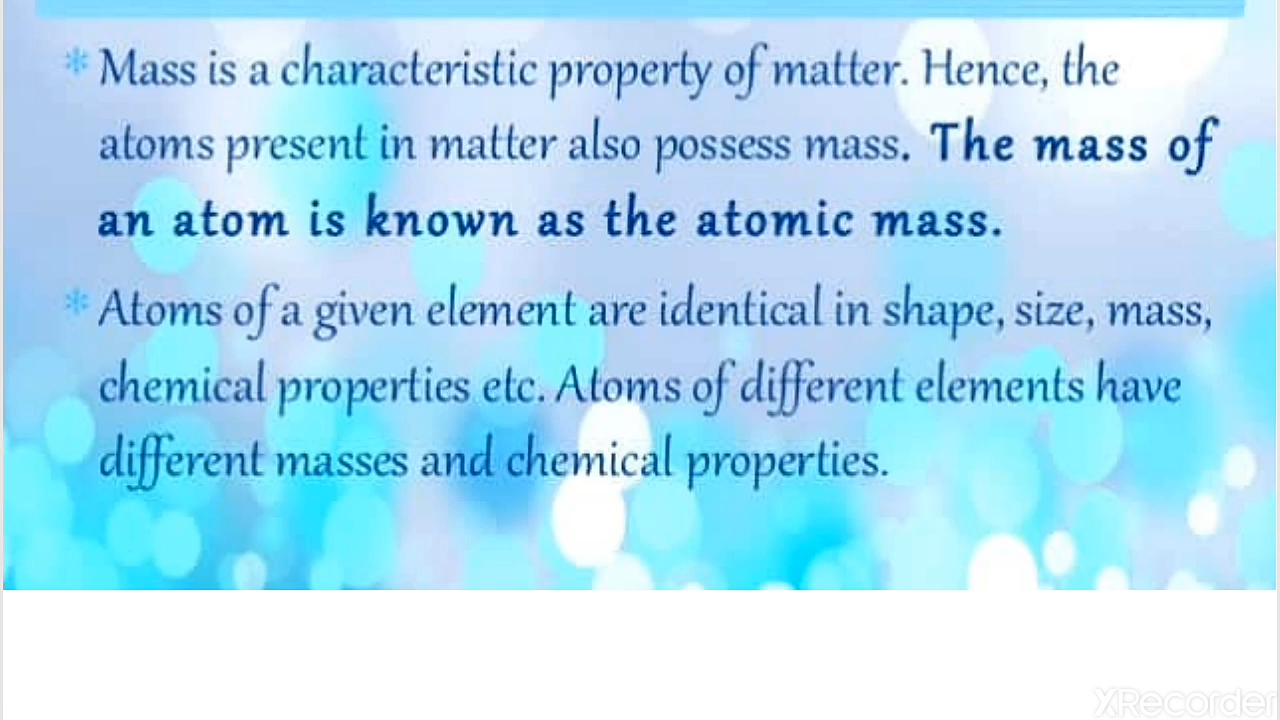 * Mass is a characteristic property of matter. Hence, the
atoms present in matter also possess mass. The mass of
an atom is known as the atomic mass.
* Atoms of a given element are identical in shape, size, mass,
chemical properties etc. Atoms of different elements have
different masses and chemical properties.
XRecorder